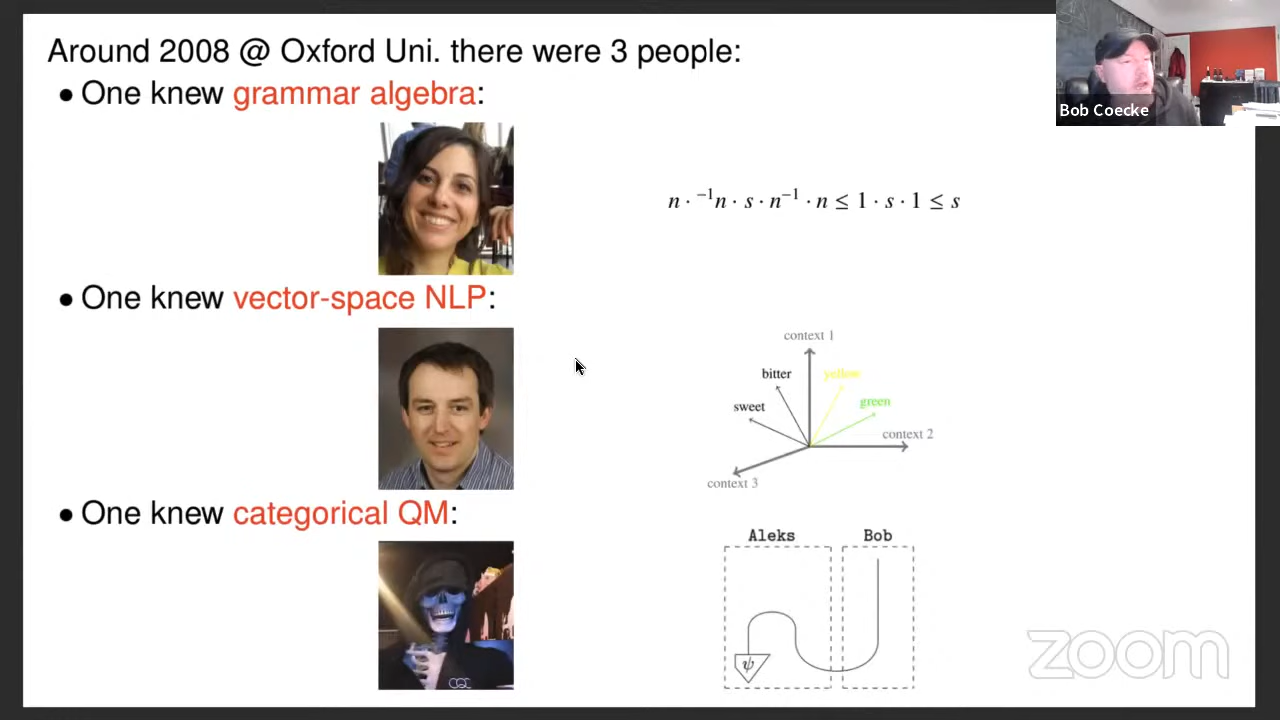 Around 2008 @ Oxford Uni. there were 3 people:
• One knew grammar algebra:
Bob Coecke
n · ⁻¹n · s · n⁻¹ · n ≤ 1 · s · 1 ≤ s
• One knew vector-space NLP:
context 1
bitter
yellow
sweet
green
context 2
context 3
• One knew categorical QM:
Aleks
Bob
ψ
CQC
zoom